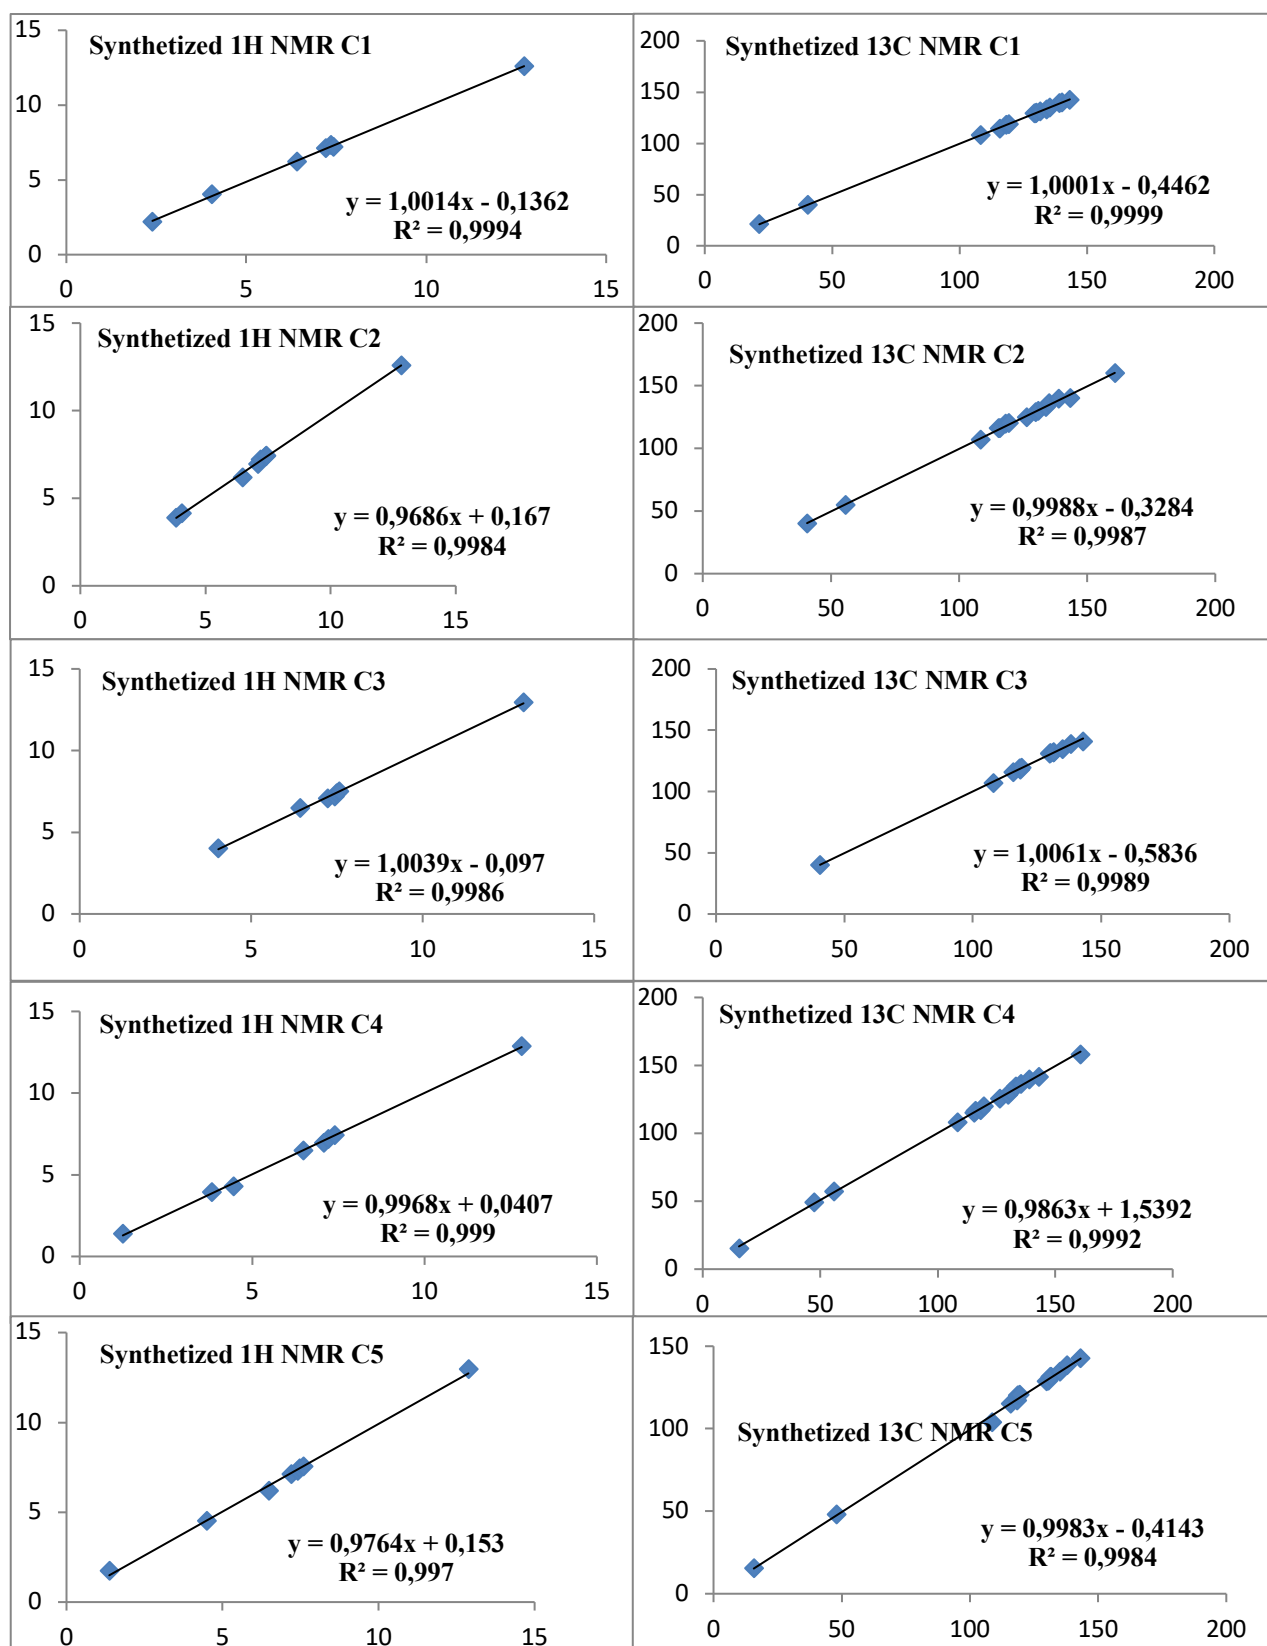 Synthetized 1H NMR C1
15
10
5
0
y = 1,0014x - 0,1362
R² = 0,9994
0 5 10 15
Synthetized 13C NMR C1
200
150
100
50
0
y = 1,0001x - 0,4462
R² = 0,9999
0 50 100 150 200
Synthetized 1H NMR C2
15
10
5
0
y = 0,9686x + 0,167
R² = 0,9984
0 5 10 15
Synthetized 13C NMR C2
200
150
100
50
0
y = 0,9988x - 0,3284
R² = 0,9987
0 50 100 150 200
Synthetized 1H NMR C3
15
10
5
0
y = 1,0039x - 0,097
R² = 0,9986
0 5 10 15
Synthetized 13C NMR C3
200
150
100
50
0
y = 1,0061x - 0,5836
R² = 0,9989
0 50 100 150 200
Synthetized 1H NMR C4
15
10
5
0
y = 0,9968x + 0,0407
R² = 0,999
0 5 10 15
Synthetized 13C NMR C4
200
150
100
50
0
y = 0,9863x + 1,5392
R² = 0,9992
0 50 100 150 200
Synthetized 1H NMR C5
15
10
5
0
y = 0,9764x + 0,153
R² = 0,997
0 5 10 15
Synthetized 13C NMR C5
150
100
50
0
y = 0,9983x - 0,4143
R² = 0,9984
0 50 100 150 200